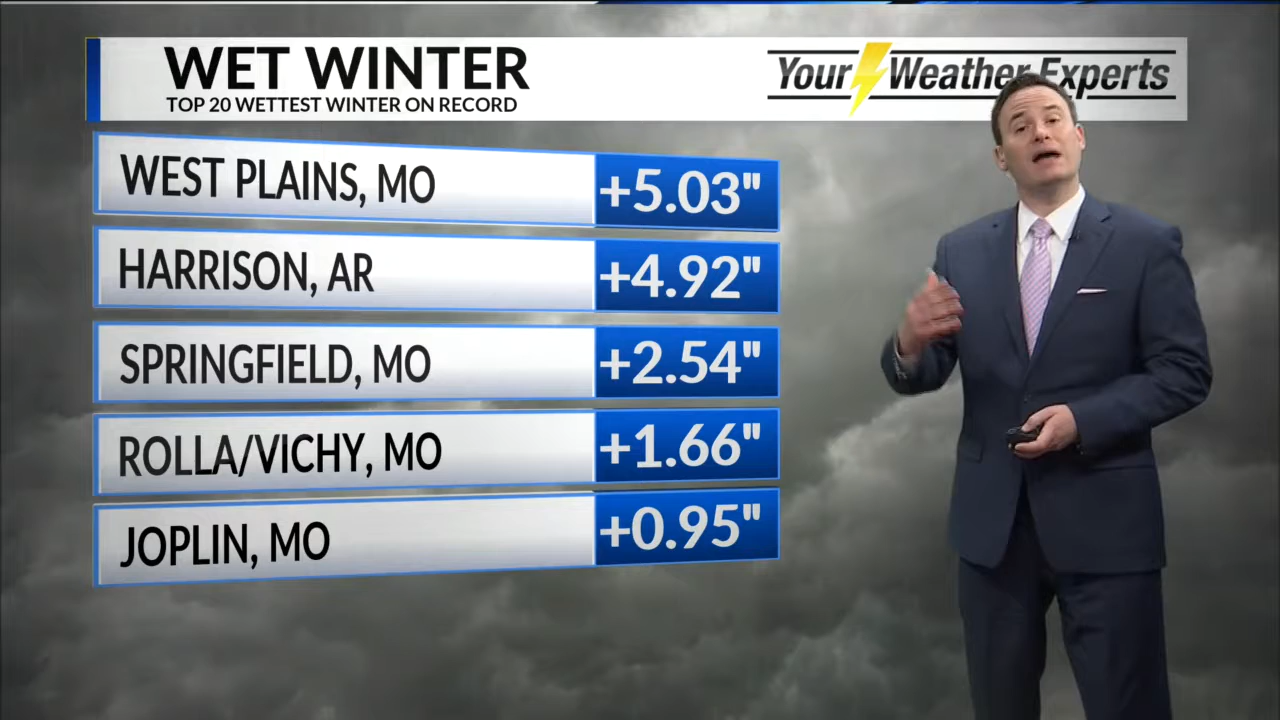 WET WINTER
TOP 20 WETTEST WINTER ON RECORD
Your Weather Experts
WEST PLAINS, MO +5.03"
HARRISON, AR +4.92"
SPRINGFIELD, MO +2.54"
ROLLA/VICHY, MO +1.66"
JOPLIN, MO +0.95"